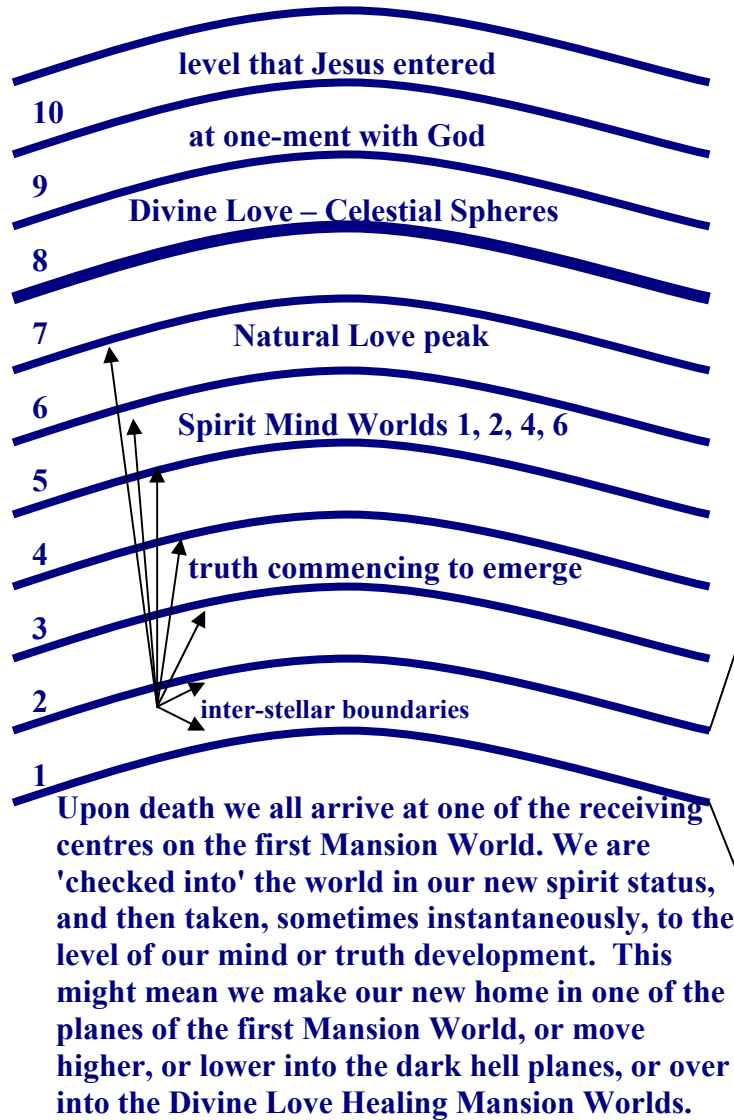 level that Jesus entered
10
at one-ment with God
9
Divine Love – Celestial Spheres
8
7
Natural Love peak
6
Spirit Mind Worlds 1, 2, 4, 6
5
4
truth commencing to emerge
3
2
inter-stellar boundaries
1
Upon death we all arrive at one of the receiving
centres on the first Mansion World. We are
'checked into' the world in our new spirit status,
and then taken, sometimes instantaneously, to the
level of our mind or truth development.  This
might mean we make our new home in one of the
planes of the first Mansion World, or move
higher, or lower into the dark hell planes, or over
into the Divine Love Healing Mansion Worlds.